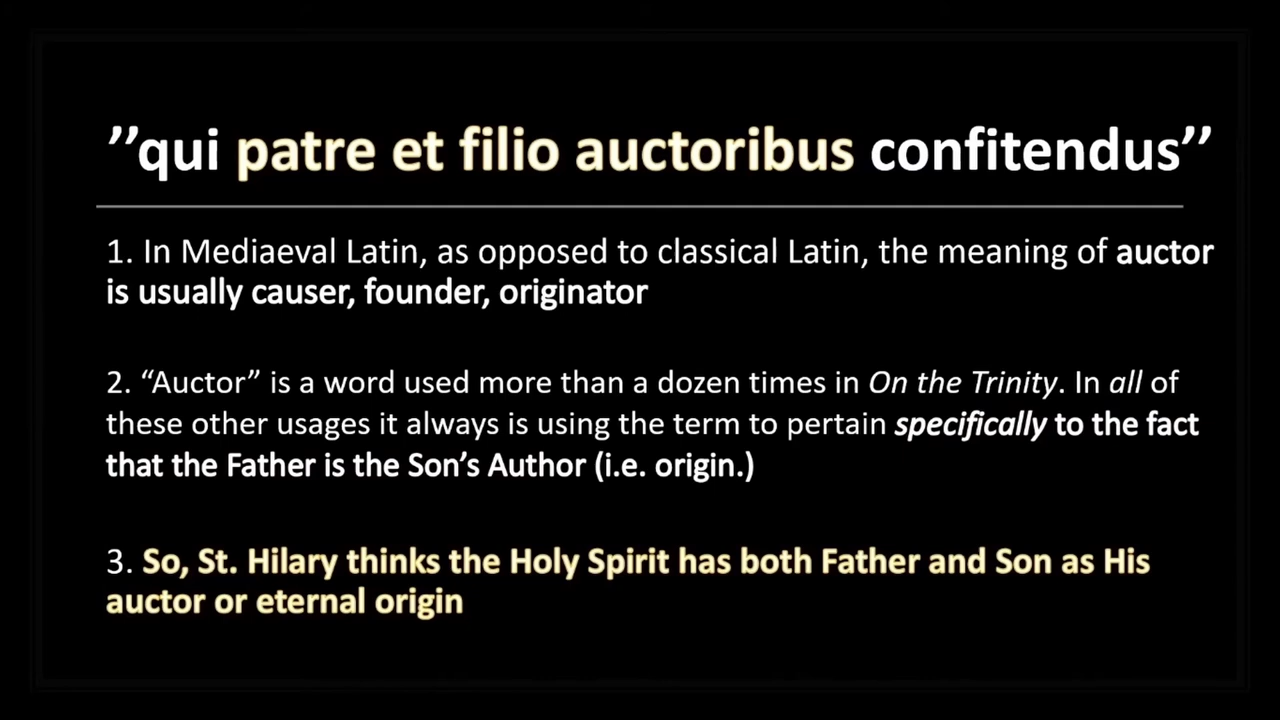 ”qui patre et filio auctoribus confitendus”
1. In Mediaeval Latin, as opposed to classical Latin, the meaning of auctor
is usually causer, founder, originator
2. “Auctor” is a word used more than a dozen times in On the Trinity. In all of
these other usages it always is using the term to pertain specifically to the fact
that the Father is the Son’s Author (i.e. origin.)
3. So, St. Hilary thinks the Holy Spirit has both Father and Son as His
auctor or eternal origin